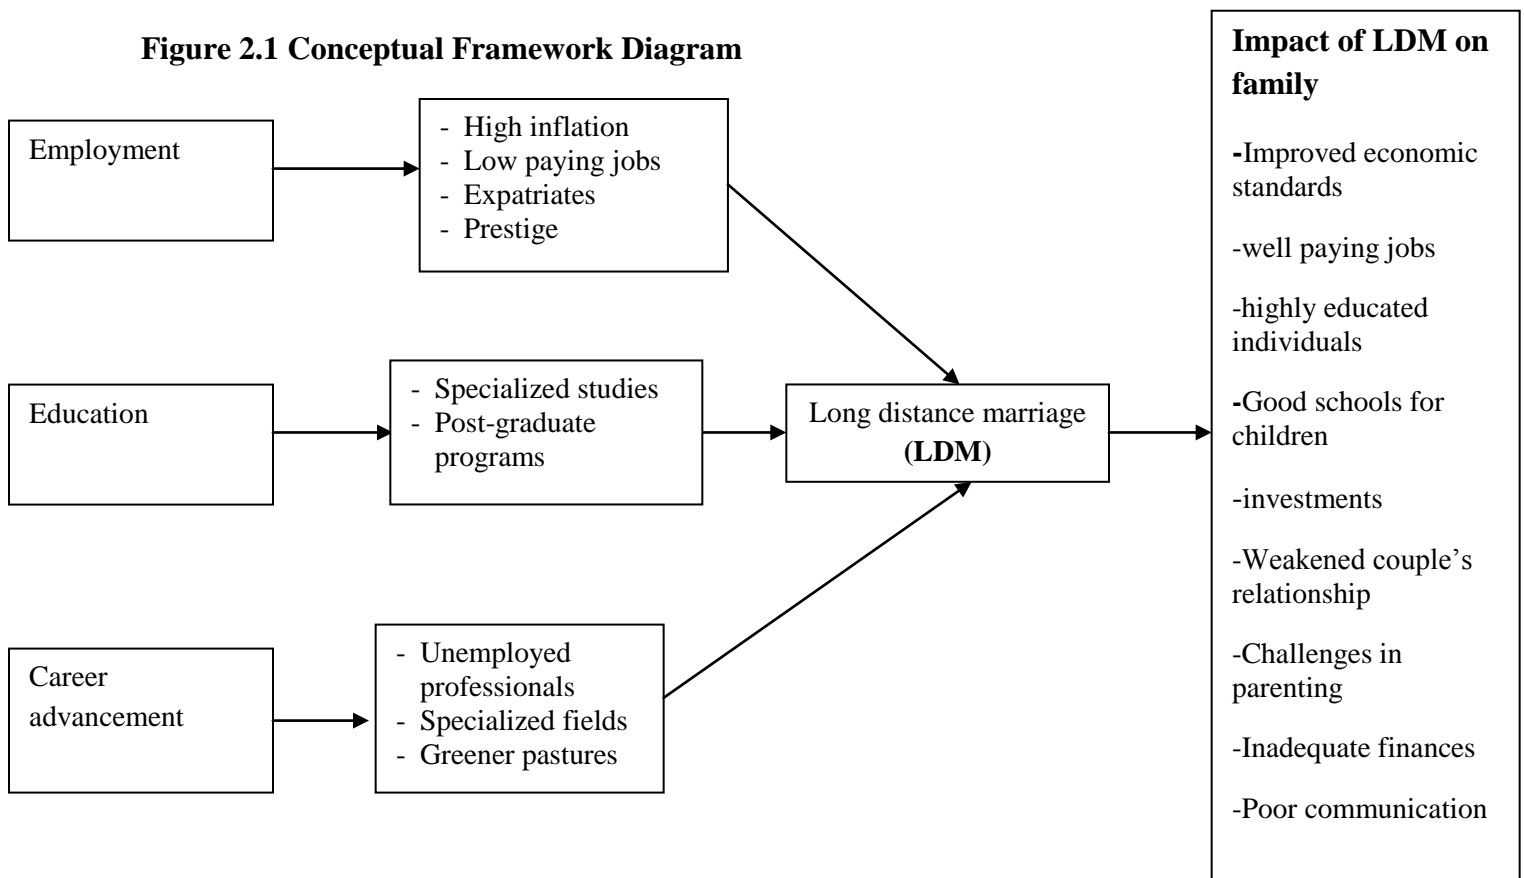 Figure 2.1 Conceptual Framework Diagram
Employment
- High inflation
- Low paying jobs
- Expatriates
- Prestige
Education
- Specialized studies
- Post-graduate
programs
Career
advancement
- Unemployed
professionals
- Specialized fields
- Greener pastures
Long distance marriage
(LDM)
Impact of LDM on
family
-Improved economic
standards
-well paying jobs
-highly educated
individuals
-Good schools for
children
-investments
-Weakened couple’s
relationship
-Challenges in
parenting
-Inadequate finances
-Poor communication